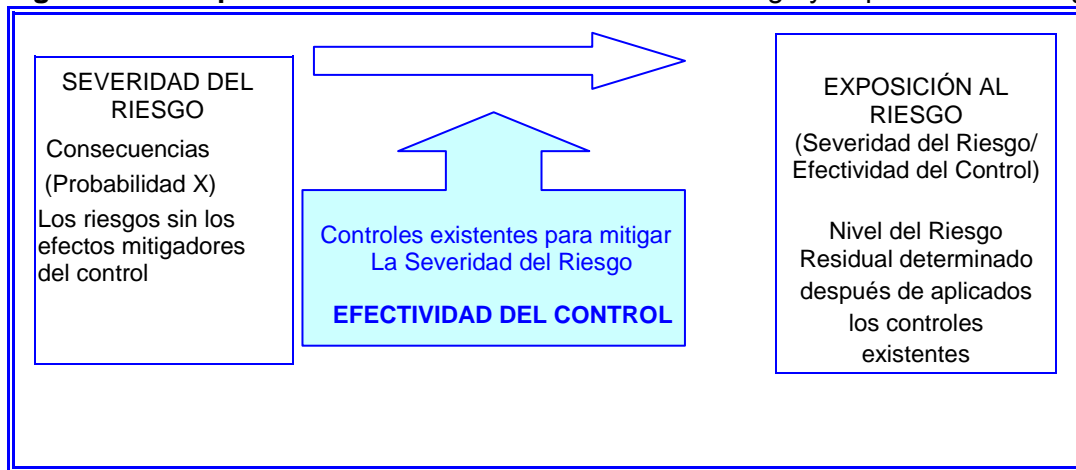 SEVERIDAD DEL
RIESGO
Consecuencias
(Probabilidad X)
Los riesgos sin los
efectos mitigadores
del control
Controles existentes para mitigar
La Severidad del Riesgo
EFECTIVIDAD DEL CONTROL
EXPOSICIÓN AL
RIESGO
(Severidad del Riesgo/
Efectividad del Control)
Nivel del Riesgo
Residual determinado
después de aplicados
los controles
existentes